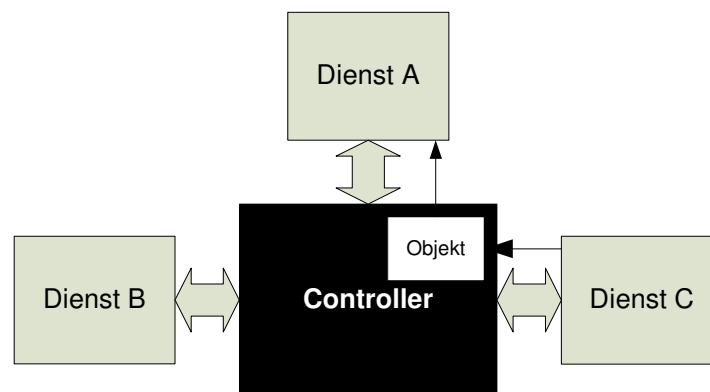 Dienst A
Objekt
Dienst B
Controller
Dienst C